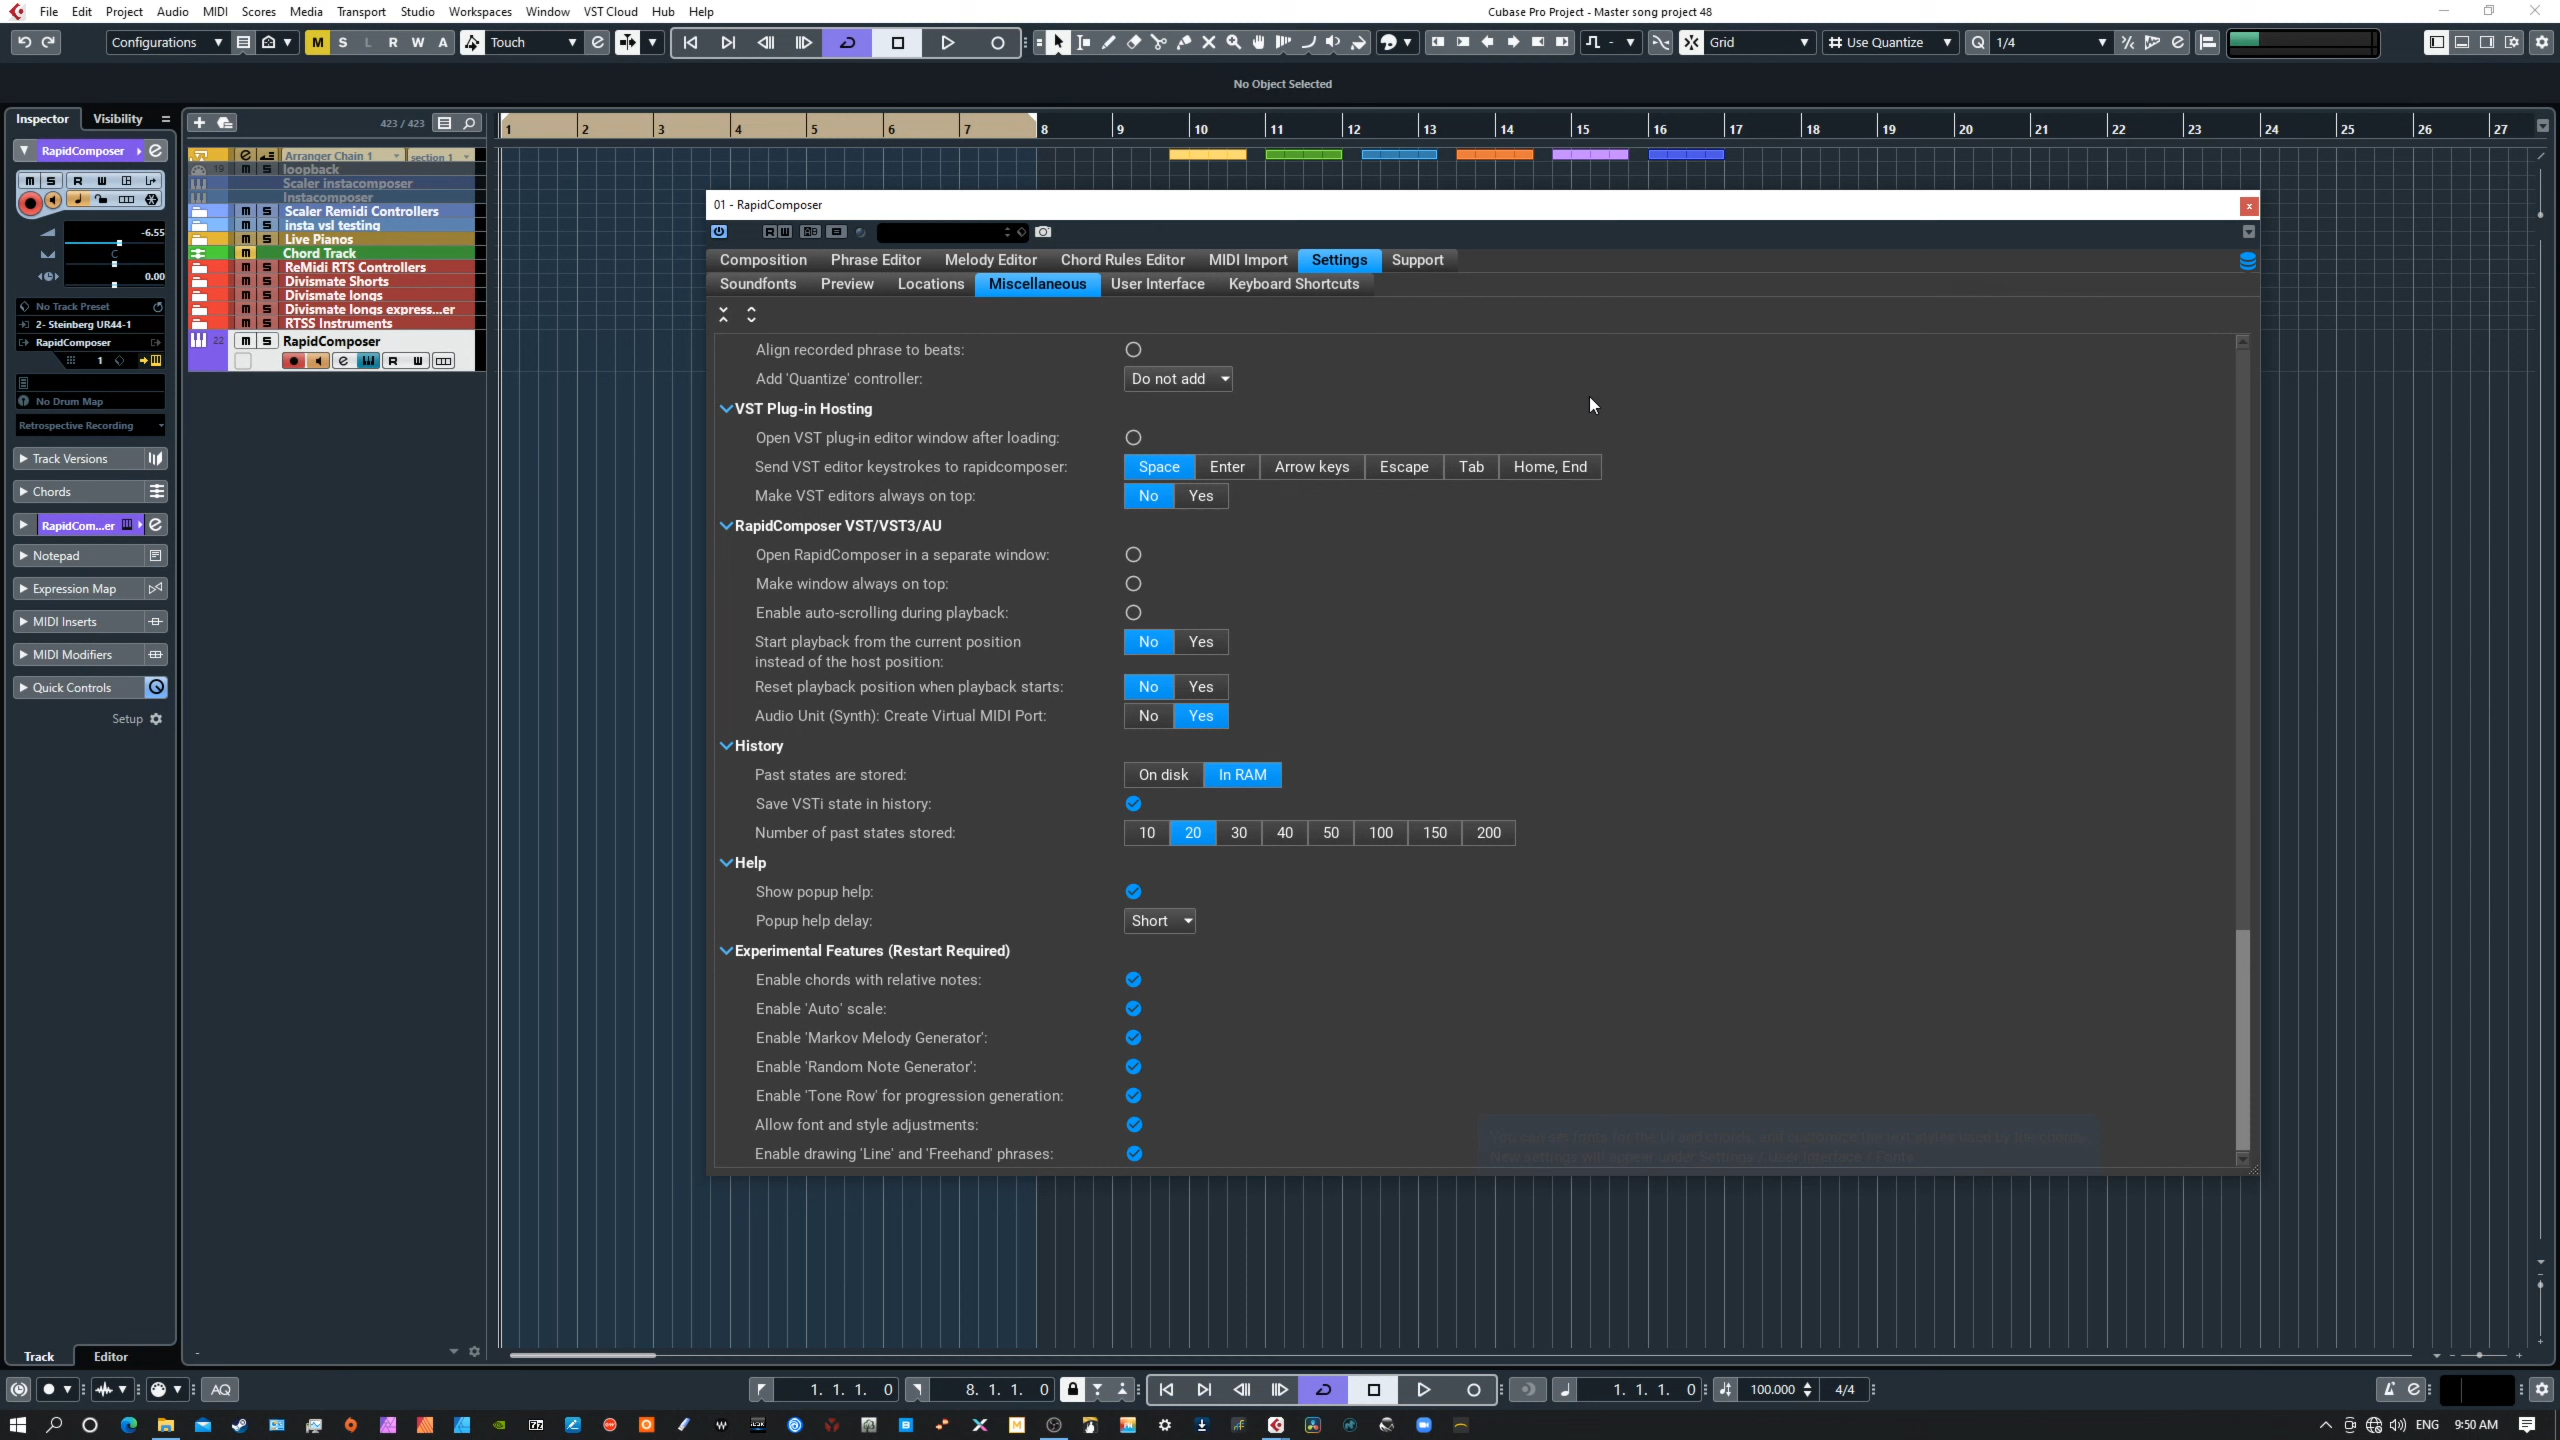 File Edit Project Audio MIDI Scores Media Transport Studio Workspaces Window VST Cloud Hub Help
Cubase Pro Project - Master song project 48
Configurations M S L R W A Touch Grid Use Quantize Q 1/4
No Object Selected
Inspector Visibility
423 / 423
1 2 3 4 5 6 7 8 9 10 11 12 13 14 15 16 17 18 19 20 21 22 23 24 25 26 27
RapidComposer
M S R W
-6.55
C
0.00
No Track Preset
2- Steinberg UR44-1
RapidComposer
1
No Drum Map
Retrospective Recording
Track Versions
Chords
RapidCom...er
Notepad
Expression Map
MIDI Inserts
MIDI Modifiers
Quick Controls
Setup
Arranger Chain 1 section 1
19 loopback
Scaler instacomposer
Instacomposer
Scaler Remidi Controllers
insta vsl testing
Live Pianos
Chord Track
ReMidi RTS Controllers
Divismate Shorts
Divismate longs
Divismate longs express...er
RTSS Instruments
22 M S RapidComposer
R W
Track Editor
01 - RapidComposer
R W
Composition Phrase Editor Melody Editor Chord Rules Editor MIDI Import Settings Support
Soundfonts Preview Locations Miscellaneous User Interface Keyboard Shortcuts
Align recorded phrase to beats:
Add 'Quantize' controller: Do not add
VST Plug-in Hosting
Open VST plug-in editor window after loading:
Send VST editor keystrokes to rapidcomposer: Space Enter Arrow keys Escape Tab Home, End
Make VST editors always on top: No Yes
RapidComposer VST/VST3/AU
Open RapidComposer in a separate window:
Make window always on top:
Enable auto-scrolling during playback:
Start playback from the current position
instead of the host position: No Yes
Reset playback position when playback starts: No Yes
Audio Unit (Synth): Create Virtual MIDI Port: No Yes
History
Past states are stored: On disk In RAM
Save VSTi state in history:
Number of past states stored: 10 20 30 40 50 100 150 200
Help
Show popup help:
Popup help delay: Short
Experimental Features (Restart Required)
Enable chords with relative notes:
Enable 'Auto' scale:
Enable 'Markov Melody Generator':
Enable 'Random Note Generator':
Enable 'Tone Row' for progression generation:
Allow font and style adjustments:
Enable drawing 'Line' and 'Freehand' phrases:
AQ
1. 1. 1. 0 8. 1. 1. 0 1. 1. 1. 0 100.000 4/4
ENG 9:50 AM